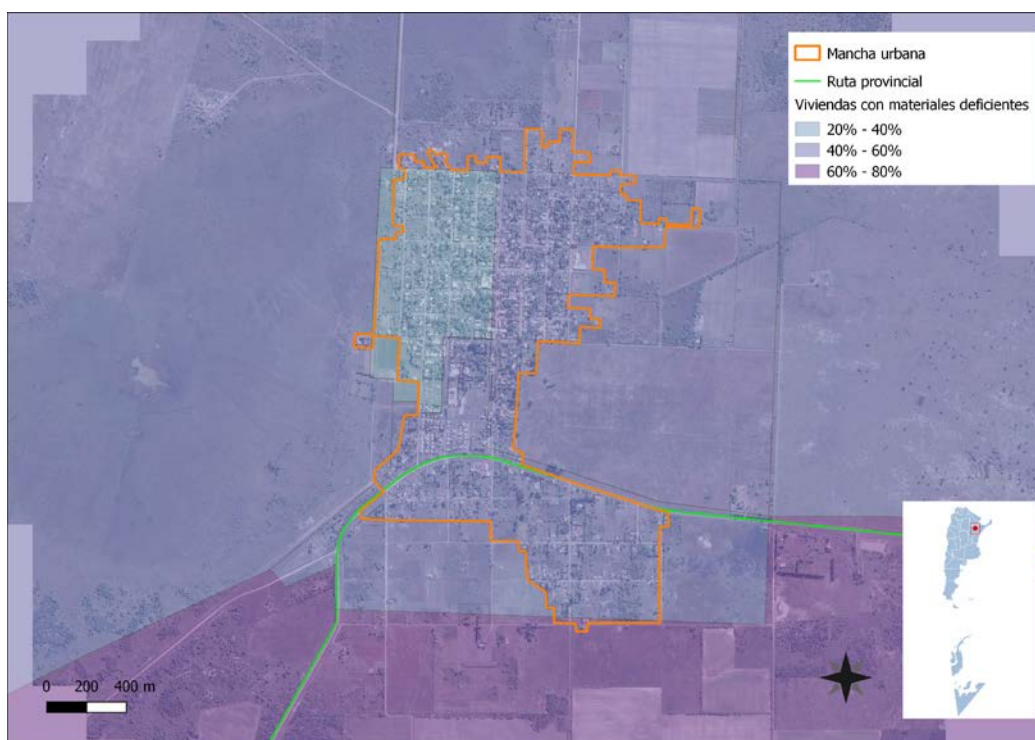 Mancha urbana
Ruta provincial
Viviendas con materiales deficientes
20% - 40%
40% - 60%
60% - 80%
0 200 400 m